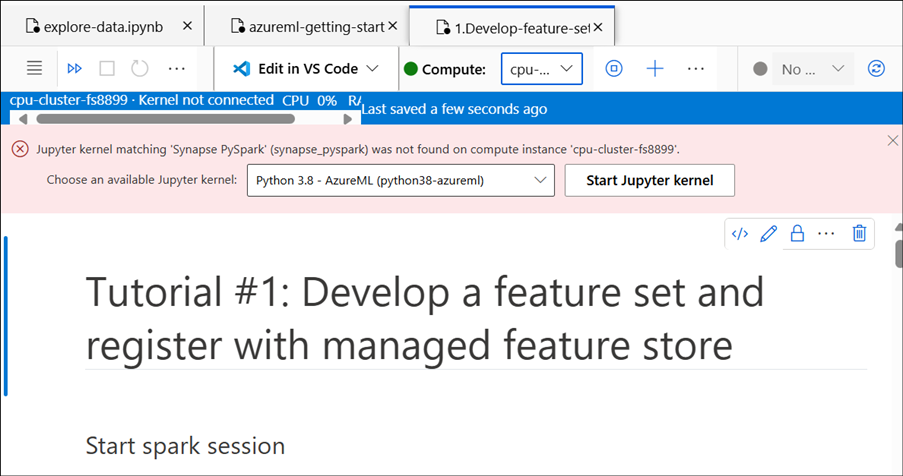 explore-data.ipynb
azureml-getting-start
1.Develop-feature-set
Edit in VS Code
Compute:
cpu-...
No ...
cpu-cluster-fs8899 · Kernel not connected CPU 0% RA
Last saved a few seconds ago
Jupyter kernel matching 'Synapse PySpark' (synapse_pyspark) was not found on compute instance 'cpu-cluster-fs8899'.
Choose an available Jupyter kernel:
Python 3.8 - AzureML (python38-azureml)
Start Jupyter kernel
Tutorial #1: Develop a feature set and
register with managed feature store
Start spark session